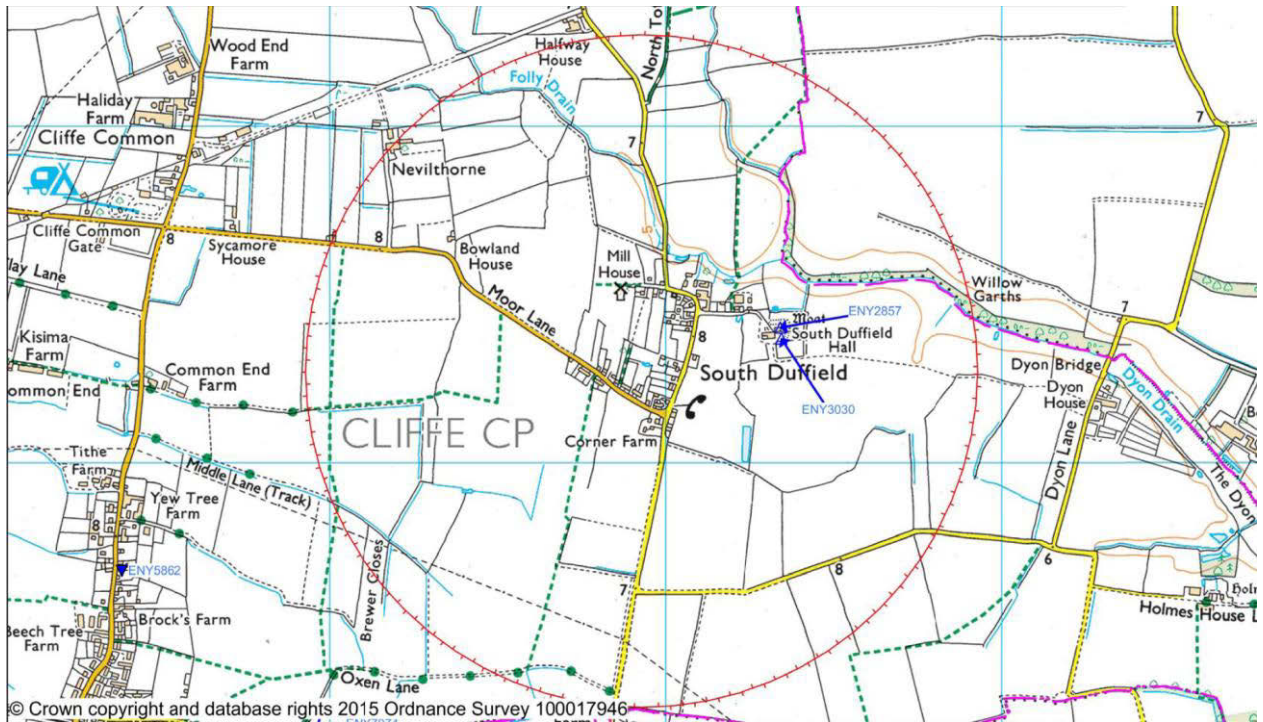 Wood End
Farm
Halfway
House
Folly
Drain
Haliday
Farm
Cliffe Common
7
7
Nevilthorne
Cliffe Common
Gate
8
Sycamore
House
8
Bowland
House
5
Mill
House
Willow
Garths
Moor Lane
5
8
Moat
ENY2857
South Duffield
Hall
7
Kisima
Farm
Common End
Farm
South Duffield
ENY3030
Dyon Bridge
Dyon
House
Dyon
Drain
CLIFFE CP
Corner Farm
Tithe
Farm
Middle Lane (Track)
Dyon Lane
The Dyon
Yew Tree
Farm
8
ENY5862
Brewer Closes
8
6
7
Brock's Farm
Beech Tree
Farm
Holmes House
Oxen Lane
© Crown copyright and database rights 2015 Ordnance Survey 100017946